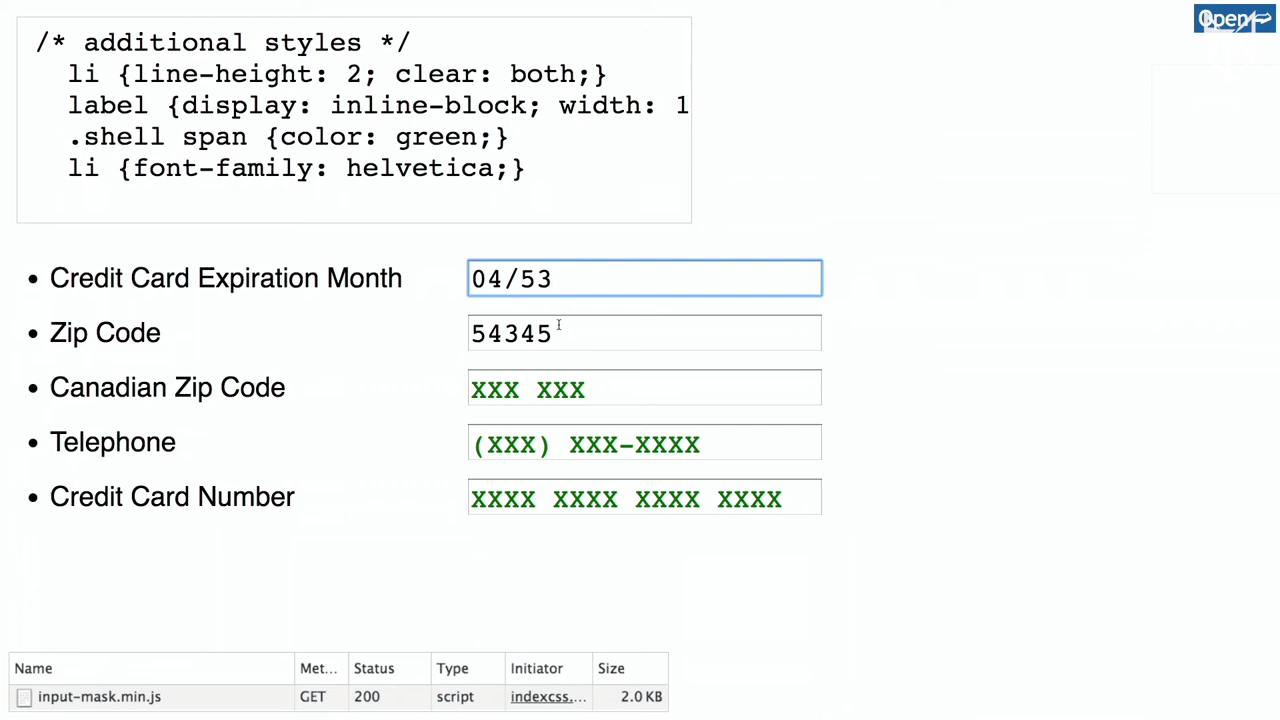 /* additional styles */
li {line-height: 2; clear: both;}
label {display: inline-block; width: 1
.shell span {color: green;}
li {font-family: helvetica;}
Open
• Credit Card Expiration Month 04/53
• Zip Code 54345
• Canadian Zip Code XXX XXX
• Telephone (XXX) XXX-XXXX
• Credit Card Number XXXX XXXX XXXX XXXX
Name Met... Status Type Initiator Size
input-mask.min.js GET 200 script indexcss.... 2.0 KB